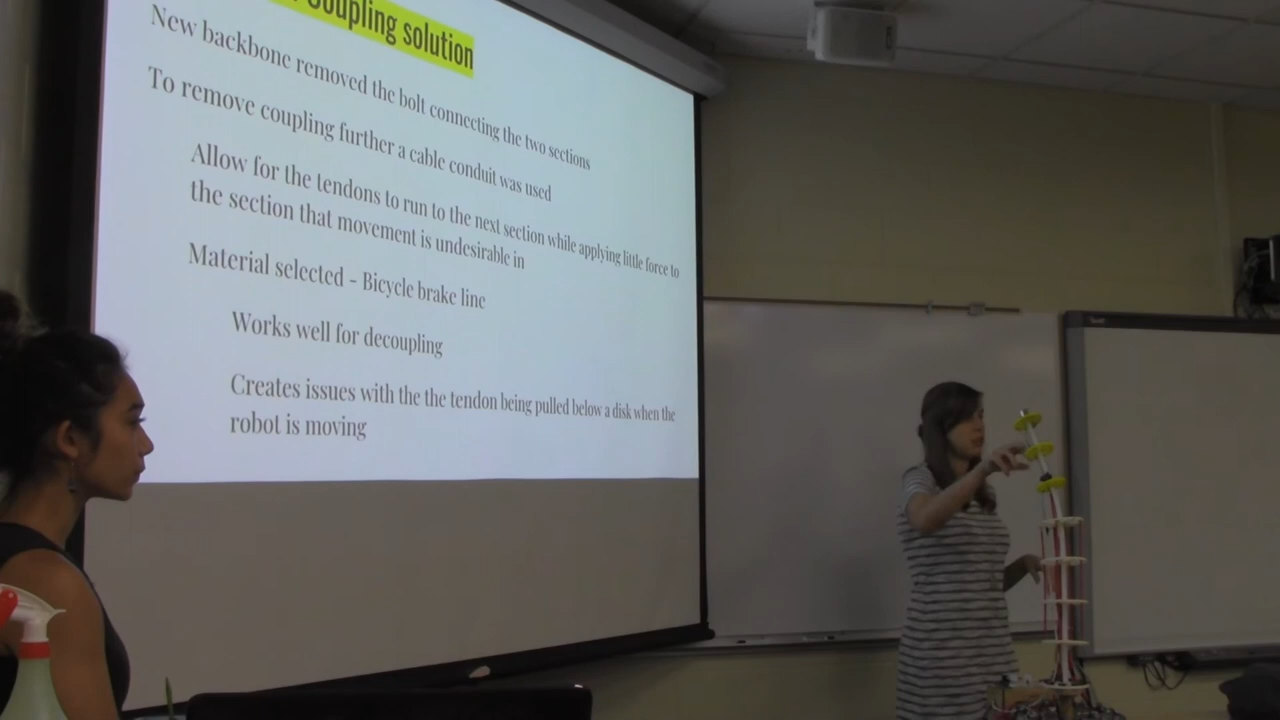 Coupling solution
New backbone removed the bolt connecting the two sections
To remove coupling further a cable conduit was used
Allow for the tendons to run to the next section while applying little force to
the section that movement is undesirable in
Material selected - Bicycle brake line
Works well for decoupling
Creates issues with the the tendon being pulled below a disk when the
robot is moving